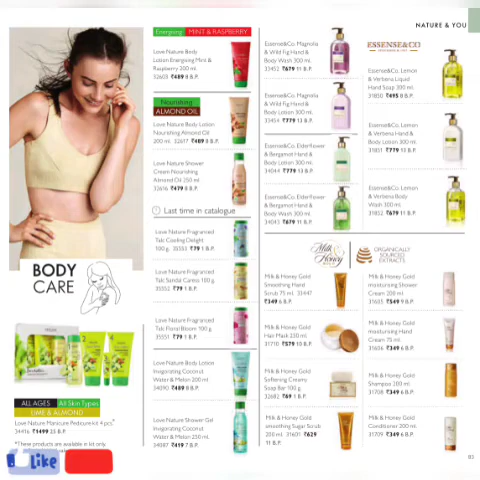 NATURE & YOU
Energising MINT & RASPBERRY
Love Nature Body
Lotion Energising Mint &
Raspberry 200 ml.
32603 ₹489 8 B.P.
Nourishing
ALMOND OIL
Love Nature Body Lotion
Nourishing Almond Oil
200 ml. 32617 ₹489 8 B.P.
Love Nature Shower
Cream Nourishing
Almond Oil 250 ml.
32616 ₹479 8 B.P.
Last time in catalogue
Love Nature Fragranced
Talc Cooling Delight
100 g. 35553 ₹79 1 B.P.
Love Nature Fragranced
Talc Sandal Caress 100 g.
35552 ₹79 1 B.P.
Love Nature Fragranced
Talc Floral Bloom 100 g.
35551 ₹79 1 B.P.
Love Nature Body Lotion
Invigorating Coconut
Water & Melon 200 ml
34090 ₹489 8 B.P.
Love Nature Shower Gel
Invigorating Coconut
Water & Melon 250 ml.
34087 ₹419 7 B.P.
Essense&Co. Magnolia
& Wild Fig Hand &
Body Wash 300 ml.
33452 ₹679 11 B.P.
Essense&Co. Magnolia
& Wild Fig Hand &
Body Lotion 300 ml.
33454 ₹779 13 B.P.
Essense&Co. Elderflower
& Bergamot Hand &
Body Lotion 300 ml.
34044 ₹779 13 B.P.
Essense&Co. Elderflower
& Bergamot Hand &
Body Wash 300 ml.
34043 ₹679 11 B.P.
ESSENSE&CO
Essense&Co. Lemon
& Verbena Liquid
Hand Soap 300 ml.
31850 ₹495 8 B.P.
Essense&Co. Lemon
& Verbena Hand &
Body Lotion 300 ml.
31851 ₹779 13 B.P.
Essense&Co. Lemon
& Verbena Body
Wash 300 ml.
31852 ₹679 11 B.P.
Milk & Honey
ORGANICALLY
SOURCED
EXTRACTS
Milk & Honey Gold
Smoothing Hand
Scrub 75 ml. 33447
₹349 6 B.P.
Milk & Honey Gold
Hair Mask 250 ml.
31710 ₹579 10 B.P.
Milk & Honey Gold
Softening Creamy
Soap Bar 100 g.
32682 ₹69 1 B.P.
Milk & Honey Gold
smoothing Sugar Scrub
200 ml. 31601 ₹629
11 B.P.
Milk & Honey Gold
moisturising Shower
Cream 200 ml
31605 ₹549 9 B.P.
Milk & Honey Gold
moisturising Hand
Cream 75 ml.
31606 ₹349 6 B.P.
Milk & Honey Gold
Shampoo 200 ml.
31708 ₹349 6 B.P.
Milk & Honey Gold
Conditioner 200 ml.
31709 ₹349 6 B.P.
BODY
CARE
ALL AGES All Skin Types
LIME & ALMOND
Love Nature Manicure Pedicure kit 4 pcs.*
34416 ₹1499 25 B.P.
*These products are available in kit only
Like
83